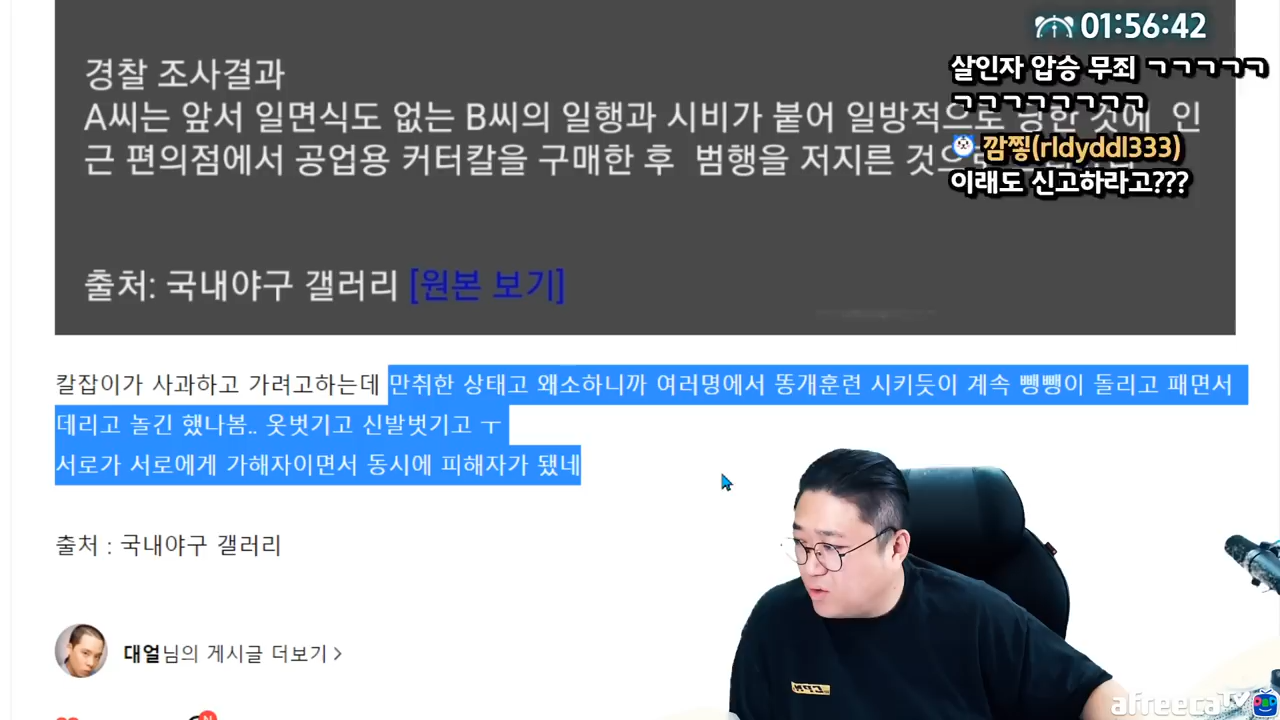 01:56:42
경찰 조사결과
살인자 압승 무죄 ㄱㄱㄱㄱㄱ
ㄱㄱㄱㄱㄱㄱㄱㄱ
A씨는 앞서 일면식도 없는 B씨의 일행과 시비가 붙어 일방적으로 당한 것에 인
근 편의점에서 공업용 커터칼을 구매한 후 범행을 저지른 것으
깜찧(rldyddl333)
이래도 신고하라고???
출처: 국내야구 갤러리 [원본 보기]
칼잡이가 사과하고 가려고하는데 만취한 상태고 왜소하니까 여러명에서 똥개훈련 시키듯이 계속 뺑뺑이 돌리고 패면서
데리고 놀긴 했나봄.. 옷벗기고 신발벗기고 ㅜ
서로가 서로에게 가해자이면서 동시에 피해자가 됐네
출처 : 국내야구 갤러리
대얼님의 게시글 더보기 >
N
afreecaTV